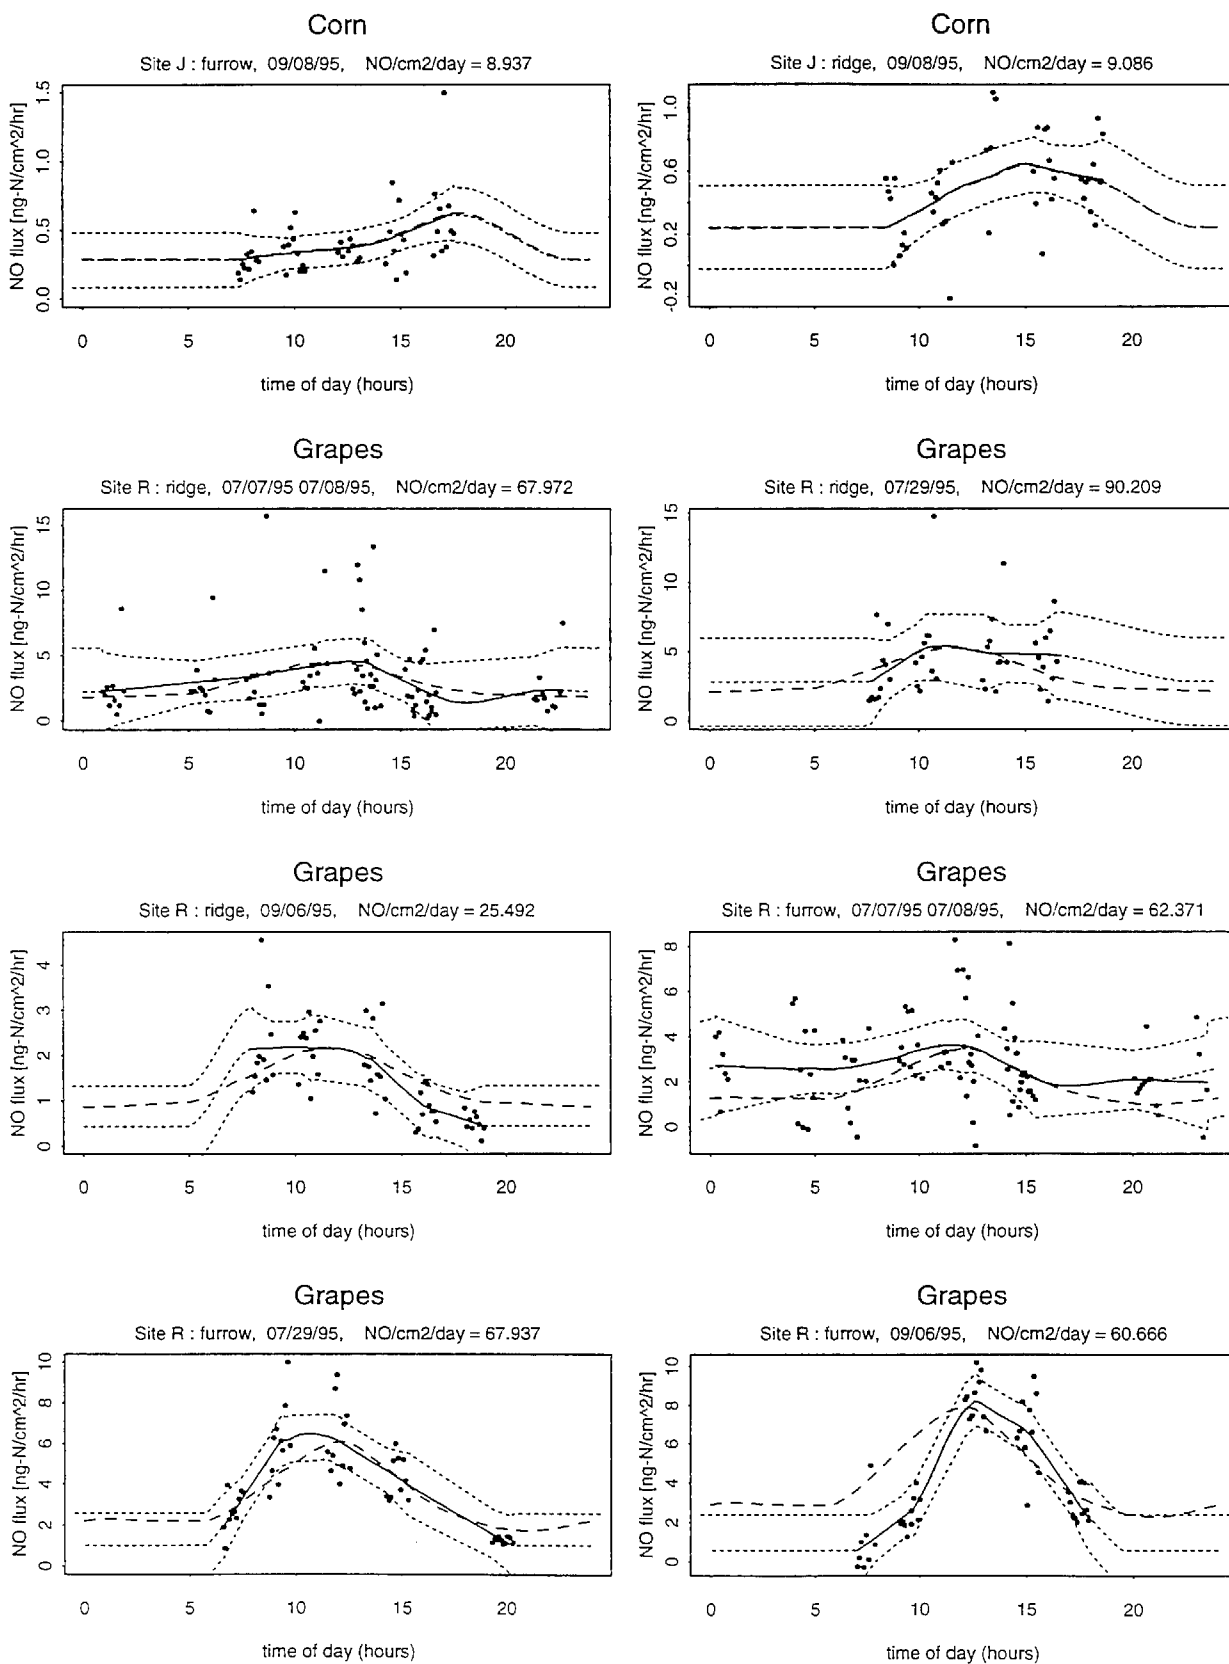 Corn
Site J : furrow, 09/08/95, NO/cm2/day = 8.937
NO flux [ng-N/cm^2/hr]
0.0 0.5 1.0 1.5
0 5 10 15 20
time of day (hours)
Corn
Site J : ridge, 09/08/95, NO/cm2/day = 9.086
NO flux [ng-N/cm^2/hr]
-0.2 0.2 0.6 1.0
0 5 10 15 20
time of day (hours)
Grapes
Site R : ridge, 07/07/95 07/08/95, NO/cm2/day = 67.972
NO flux [ng-N/cm^2/hr]
0 5 10 15
0 5 10 15 20
time of day (hours)
Grapes
Site R : ridge, 07/29/95, NO/cm2/day = 90.209
NO flux [ng-N/cm^2/hr]
0 5 10 15
0 5 10 15 20
time of day (hours)
Grapes
Site R : ridge, 09/06/95, NO/cm2/day = 25.492
NO flux [ng-N/cm^2/hr]
0 1 2 3 4
0 5 10 15 20
time of day (hours)
Grapes
Site R : furrow, 07/07/95 07/08/95, NO/cm2/day = 62.371
NO flux [ng-N/cm^2/hr]
0 2 4 6 8
0 5 10 15 20
time of day (hours)
Grapes
Site R : furrow, 07/29/95, NO/cm2/day = 67.937
NO flux [ng-N/cm^2/hr]
0 2 4 6 8 10
0 5 10 15 20
time of day (hours)
Grapes
Site R : furrow, 09/06/95, NO/cm2/day = 60.666
NO flux [ng-N/cm^2/hr]
0 2 4 6 8 10
0 5 10 15 20
time of day (hours)